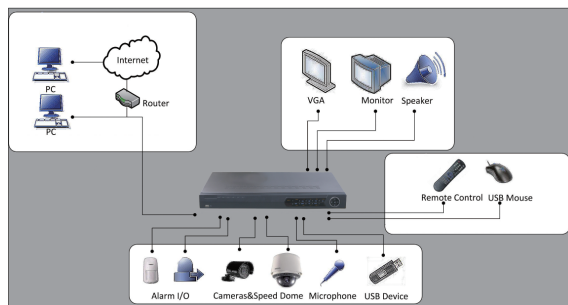 Internet
PC
Router
PC
VGA Monitor Speaker
Remote Control USB Mouse
Alarm I/O Cameras&Speed Dome Microphone USB Device